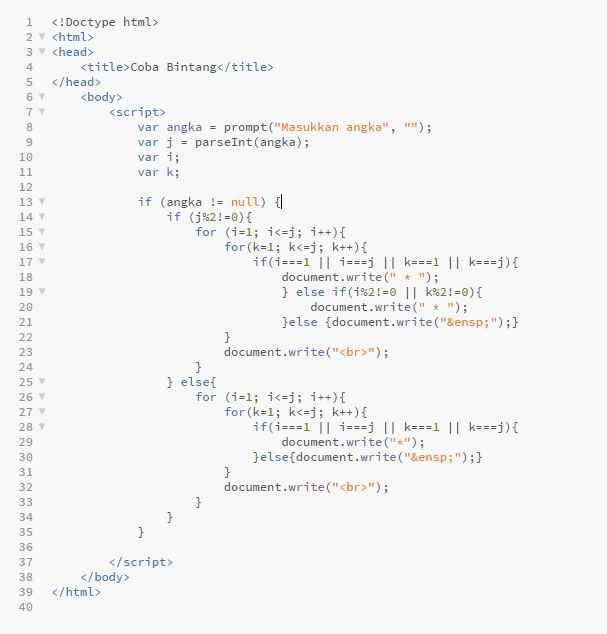 1 <!Doctype html>
2 <html>
3 <head>
4     <title>Coba Bintang</title>
5 </head>
6     <body>
7         <script>
8             var angka = prompt("Masukkan angka", "");
9             var j = parseInt(angka);
10             var i;
11             var k;
12
13             if (angka != null) {
14                 if (j%2!=0){
15                     for (i=1; i<=j; i++){
16                         for(k=1; k<=j; k++){
17                             if(i===1 || i===j || k===1 || k===j){
18                                 document.write(" * ");
19                                 } else if(i%2!=0 || k%2!=0){
20                                     document.write(" * ");
21                                 }else {document.write("&ensp;");}
22                         }
23                         document.write("<br>");
24                     }
25                 } else{
26                     for (i=1; i<=j; i++){
27                         for(k=1; k<=j; k++){
28                             if(i===1 || i===j || k===1 || k===j){
29                                 document.write("*");
30                             }else{document.write("&ensp;");}
31                         }
32                         document.write("<br>");
33                     }
34                 }
35             }
36
37         </script>
38     </body>
39 </html>
40